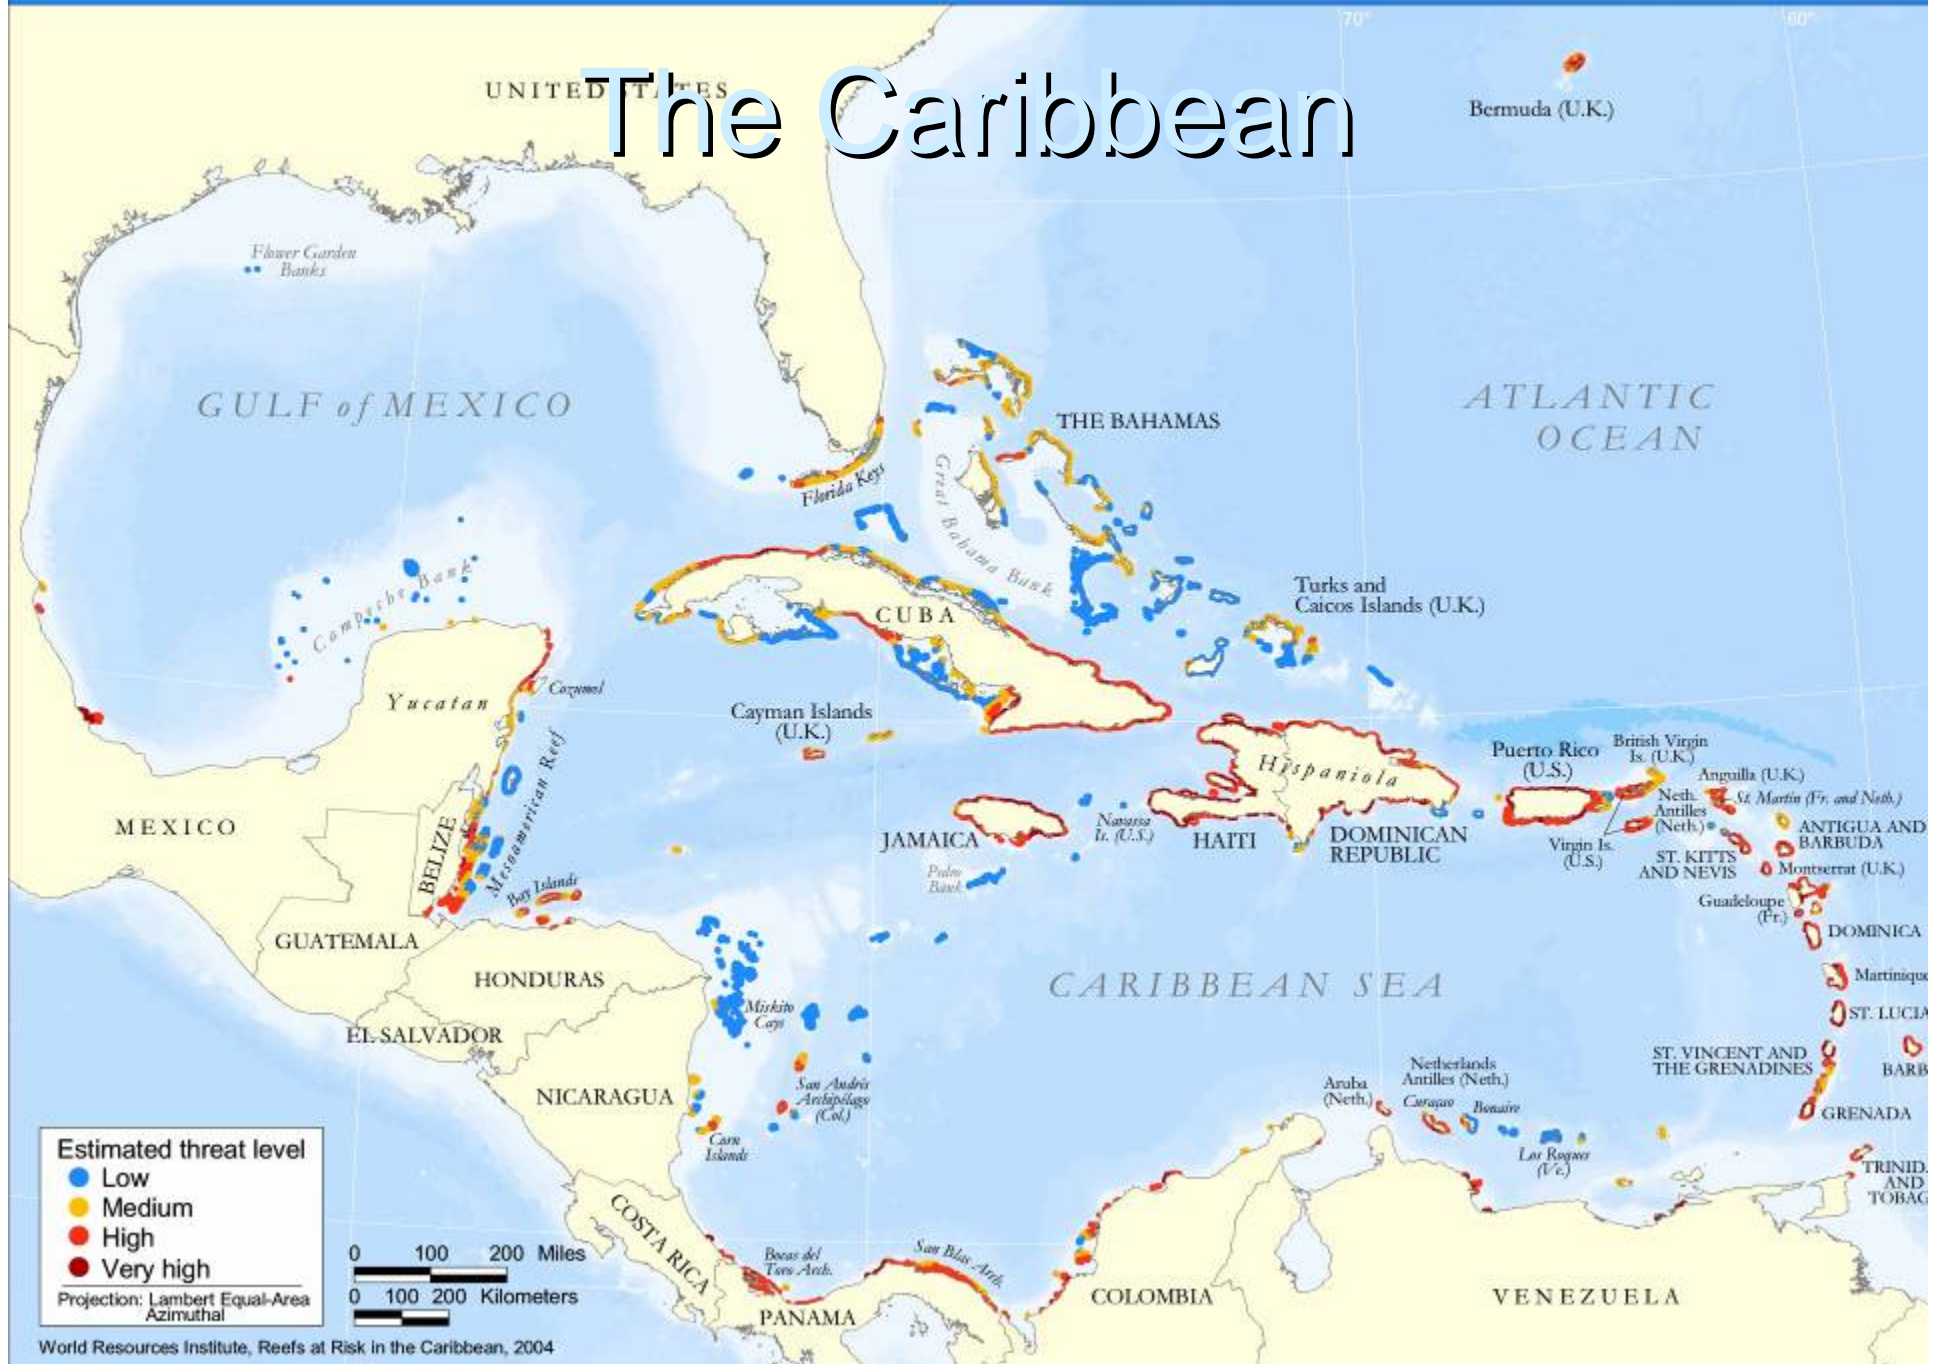 70°
60°
The Caribbean
UNITED STATES
Bermuda (U.K.)
Flower Garden
Banks
GULF of MEXICO
ATLANTIC
OCEAN
THE BAHAMAS
Florida Keys
Great Bahama Bank
Campeche Bank
Turks and
Caicos Islands (U.K.)
CUBA
Yucatan
Cozumel
Cayman Islands
(U.K.)
Mesoamerican Reef
Hispaniola
Puerto Rico
(U.S.)
British Virgin
Is. (U.K.)
Anguilla (U.K.)
St. Martin (Fr. and Neth.)
Neth.
Antilles
(Neth.)
ANTIGUA AND
BARBUDA
MEXICO
BELIZE
JAMAICA
Navassa
Is. (U.S.)
HAITI
DOMINICAN
REPUBLIC
Virgin Is.
(U.S.)
ST. KITTS
AND NEVIS
Montserrat (U.K.)
Pedro
Bank
Bay Islands
Guadeloupe
(Fr.)
DOMINICA
GUATEMALA
HONDURAS
CARIBBEAN SEA
Martinique
Miskito
Cays
ST. LUCIA
EL SALVADOR
ST. VINCENT AND
THE GRENADINES
BARB
NICARAGUA
San Andrés
Archipélago
(Col.)
Netherlands
Antilles (Neth.)
Aruba
(Neth.)
Curaçao
Bonaire
GRENADA
Corn
Islands
Los Roques
(Ve.)
TRINID.
AND
TOBAG
Estimated threat level
Low
Medium
High
Very high
Projection: Lambert Equal-Area
Azimuthal
0 100 200 Miles
0 100 200 Kilometers
COSTA RICA
Bocas del
Toro Arch.
San Blas Arch.
PANAMA
COLOMBIA
VENEZUELA
World Resources Institute, Reefs at Risk in the Caribbean, 2004